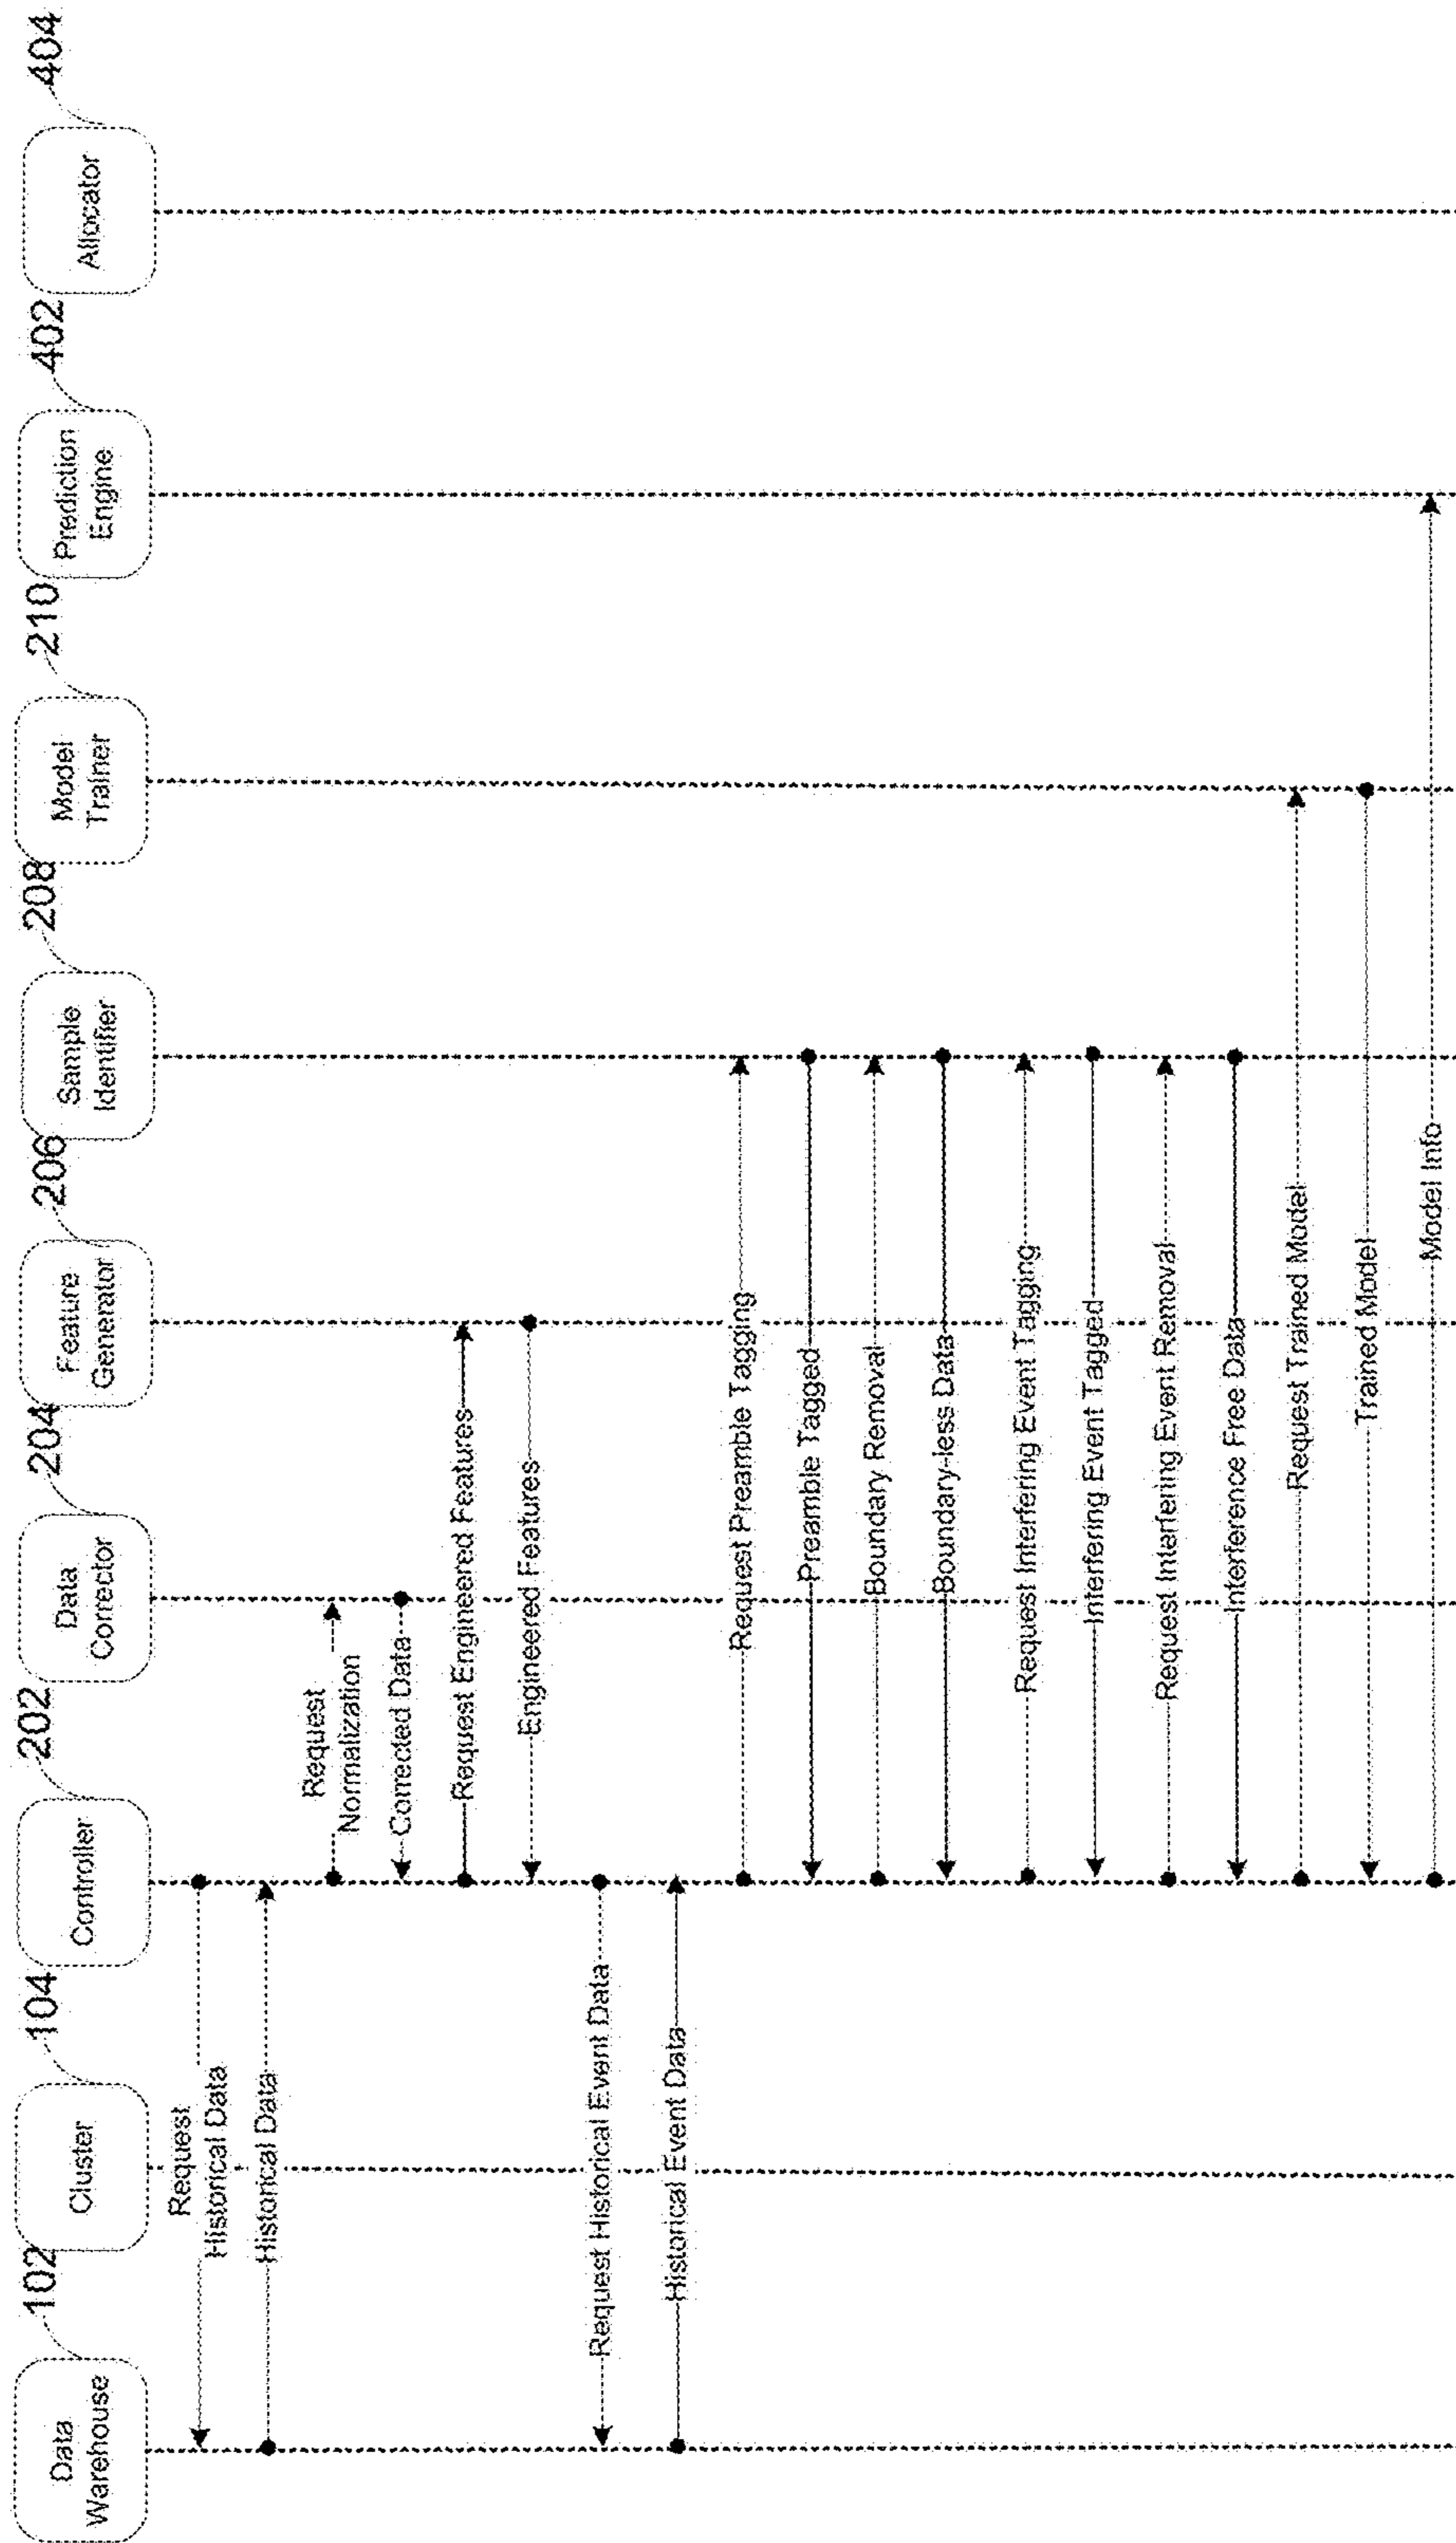 102
104
202
204
206
208
210
402
404
Data
Warehouse
Cluster
Controller
Data
Corrector
Feature
Generator
Sample
Identifier
Model
Trainer
Prediction
Engine
Allocator
Request
Historical Data
Historical Data
Request
Normalization
Corrected Data
Request Engineered Features
Engineered Features
Request Historical Event Data
Historical Event Data
Request Preamble Tagging
Preamble Tagged
Boundary Removal
Boundary-less Data
Request Interfering Event Tagging
Interfering Event Tagged
Request Interfering Event Removal
Interference Free Data
Request Trained Model
Trained Model
Model Info